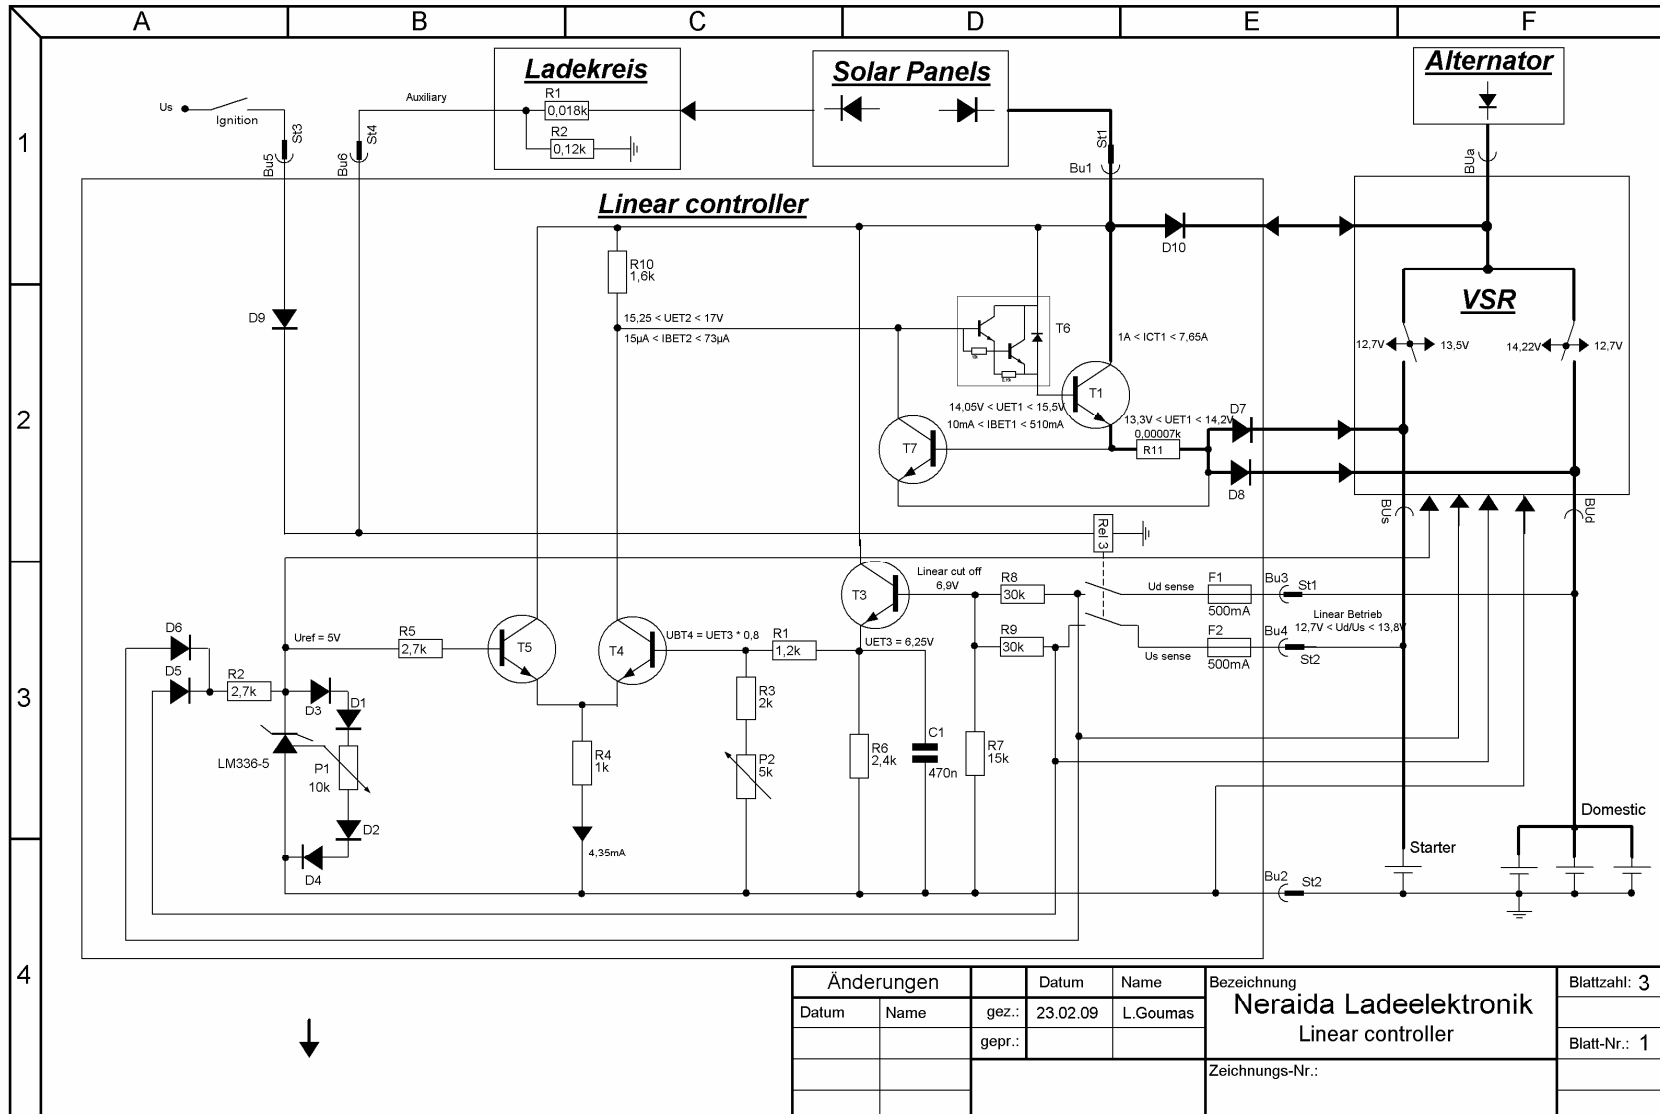 A
B
C
D
E
F
1
2
3
4
Ladekreis
R1
0,018k
R2
0,12k
Solar Panels
Alternator
Us
Ignition
Auxiliary
St3
Bu5
St4
Bu6
St1
Bu1
BUa
Linear controller
D10
R10
1,6k
VSR
D9
15,25 < UET2 < 17V
15µA < IBET2 < 73µA
T6
1A < ICT1 < 7,65A
12,7V
13,5V
14,22V
12,7V
T1
14,05V < UET1 < 15,5V
10mA < IBET1 < 510mA
13,3V < UET1 < 14,2V
0,00007k
R11
D7
D8
T7
BUs
BUd
Rel 3
Linear cut off
6,9V
R8
30k
Ud sense
F1
500mA
Bu3
St1
T3
Linear Betrieb
12,7V < Ud/Us < 13,8V
D6
Uref = 5V
R5
2,7k
T5
T4
UBT4 = UET3 * 0,8
R1
1,2k
UET3 = 6,25V
R9
30k
Us sense
F2
500mA
Bu4
St2
D5
R2
2,7k
D3
D1
R3
2k
LM336-5
P1
10k
R4
1k
P2
5k
R6
2,4k
C1
470n
R7
15k
D2
D4
4,35mA
Domestic
Starter
Bu2
St2
Änderungen
Datum
Name
Bezeichnung
Neraida Ladeelektronik
Linear controller
Blattzahl: 3
Datum
Name
gez.:
23.02.09
L.Goumas
gepr.:
Blatt-Nr.: 1
Zeichnungs-Nr.: